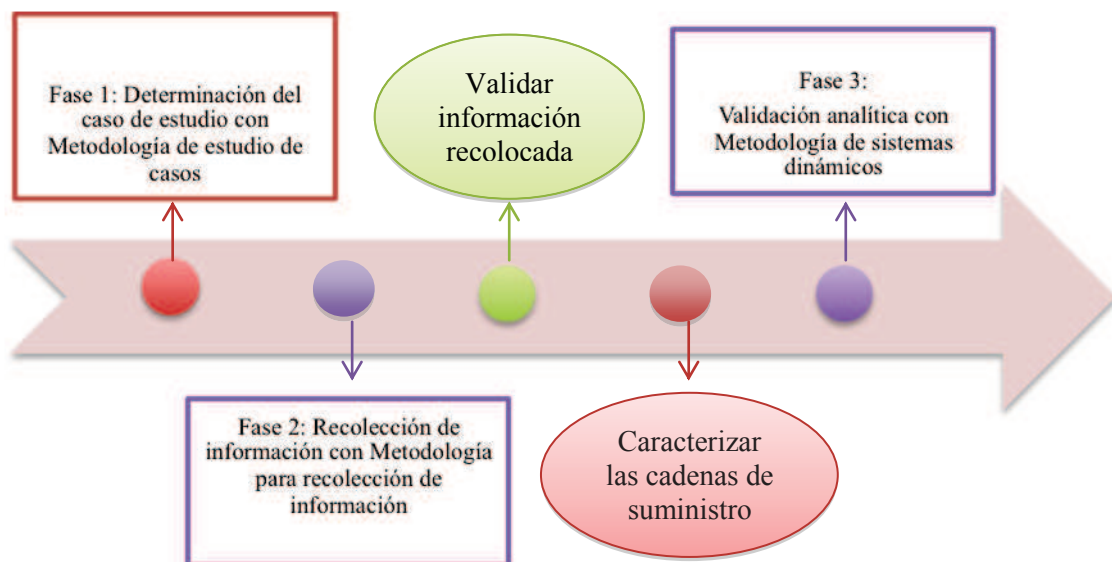 Fase 1: Determinación del
caso de estudio con
Metodología de estudio de
casos
Fase 2: Recolección de
información con Metodología
para recolección de
información
Validar
información
recolocada
Caracterizar
las cadenas de
suministro
Fase 3:
Validación analítica con
Metodología de sistemas
dinámicos